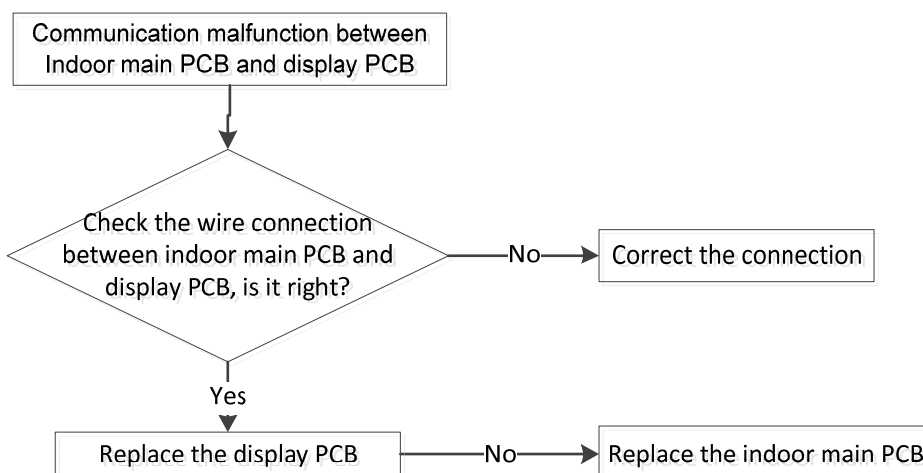 Communication malfunction between
Indoor main PCB and display PCB
Check the wire connection
between indoor main PCB and
display PCB, is it right?
No
Correct the connection
Yes
Replace the display PCB
No
Replace the indoor main PCB